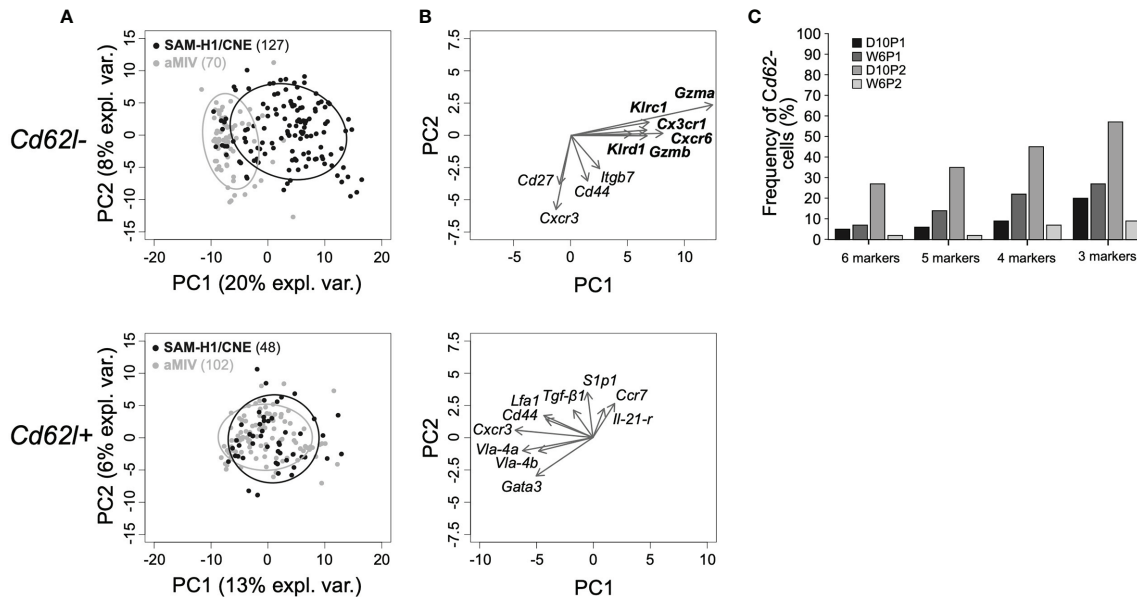 A
B
C
Cd62l-
SAM-H1/CNE (127)
aMIV (70)
PC2 (8% expl. var.)
15
10
5
0
-5
-10
-15
-20 -10 0 10 20
PC1 (20% expl. var.)
PC2
7.5
5
2.5
0
-2.5
-5
-7.5
Gzma
Klrc1
Cx3cr1
Cxcr6
Klrd1 Gzmb
Cd27
Itgb7
Cd44
Cxcr3
-5 0 5 10
PC1
Frequency of Cd62-
cells (%)
100
90
80
70
60
50
40
30
20
10
0
D10P1
W6P1
D10P2
W6P2
6 markers 5 markers 4 markers 3 markers
Cd62l+
SAM-H1/CNE (48)
aMIV (102)
PC2 (6% expl. var.)
15
10
5
0
-5
-10
-15
-20 -10 0 10 20
PC1 (13% expl. var.)
PC2
7.5
5
2.5
0
-2.5
-5
-7.5
S1p1
Lfa1 Tgf-β1 Ccr7
Cd44 Il-21-r
Cxcr3
Vla-4a
Vla-4b
Gata3
-10 -5 0 5 10
PC1